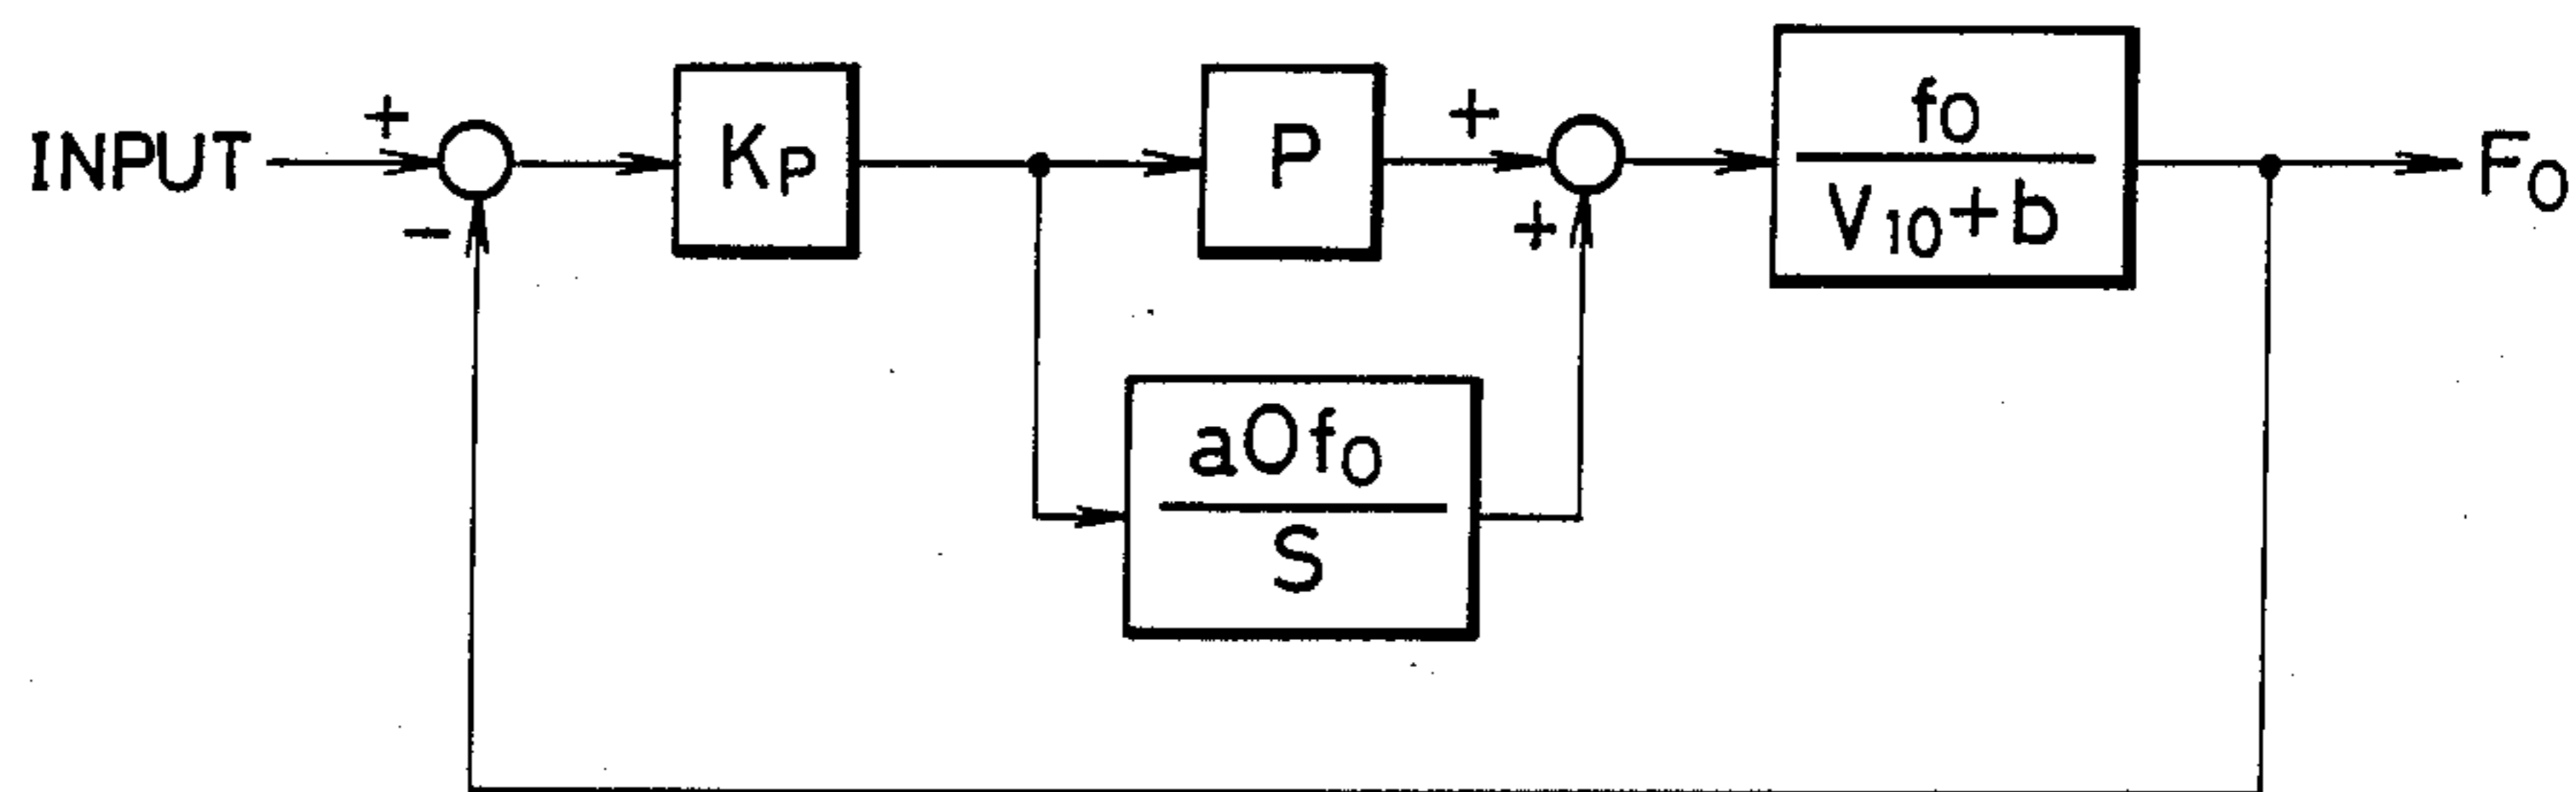 INPUT
+
−
KP
P
+
+
fO
V10+b
FO
aOfO
S